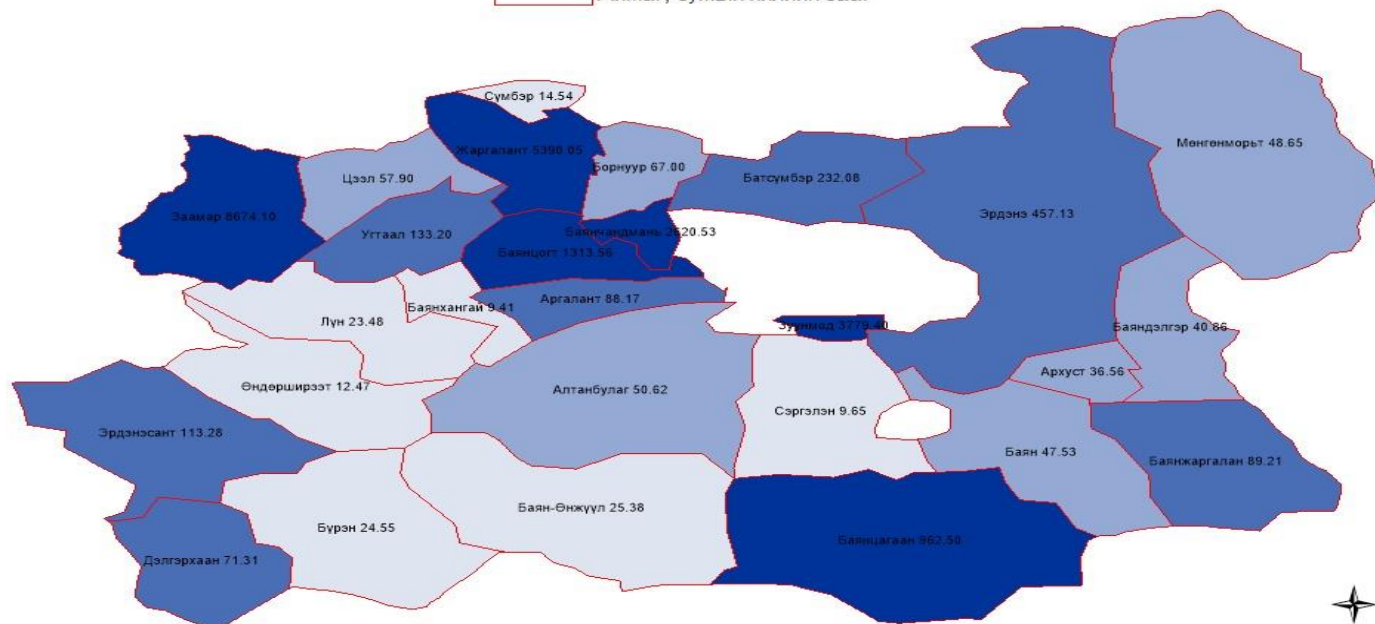 Сүмбэр 14.54
Жаргалант 5390.05
Мөнгөнморьт 48.65
Борнуур 67.00
Цээл 57.90
Батсүмбэр 232.08
Заамар 8674.10
Эрдэнэ 457.13
Угтаал 133.20
Баянчандмань 2620.53
Баянцогт 1313.56
Аргалант 88.17
Баянхангай 9.41
Лүн 23.48
Зуунмод 3779.40
Баяндэлгэр 40.86
Архуст 36.56
Өндөрширээт 12.47
Алтанбулаг 50.62
Сэргэлэн 9.65
Эрдэнэсант 113.28
Баян 47.53
Баянжаргалан 89.21
Баян-Өнжүүл 25.38
Бүрэн 24.55
Баянцагаан 962.50
Дэлгэрхаан 71.31